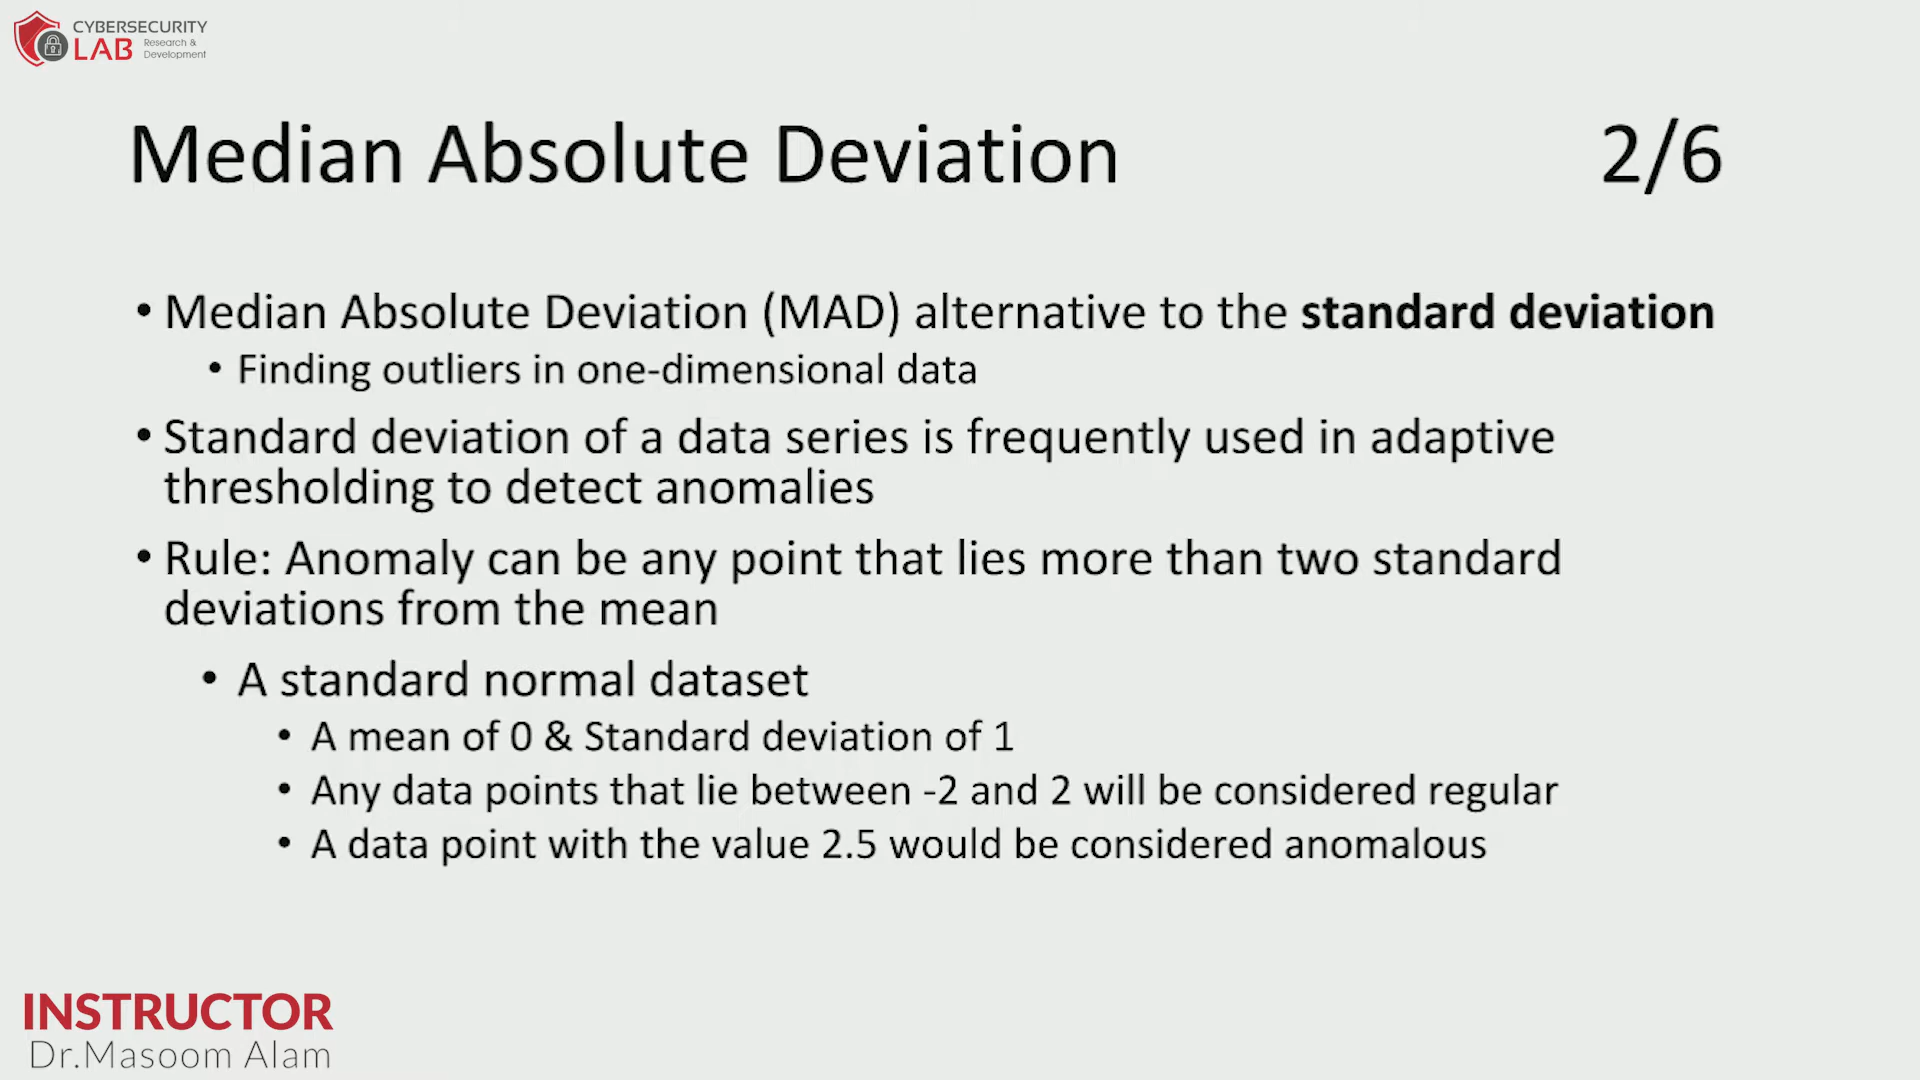 CYBERSECURITY
LAB Research &
Development
Median Absolute Deviation 2/6
• Median Absolute Deviation (MAD) alternative to the standard deviation
• Finding outliers in one-dimensional data
• Standard deviation of a data series is frequently used in adaptive
thresholding to detect anomalies
• Rule: Anomaly can be any point that lies more than two standard
deviations from the mean
• A standard normal dataset
• A mean of 0 & Standard deviation of 1
• Any data points that lie between -2 and 2 will be considered regular
• A data point with the value 2.5 would be considered anomalous
INSTRUCTOR
Dr.Masoom Alam